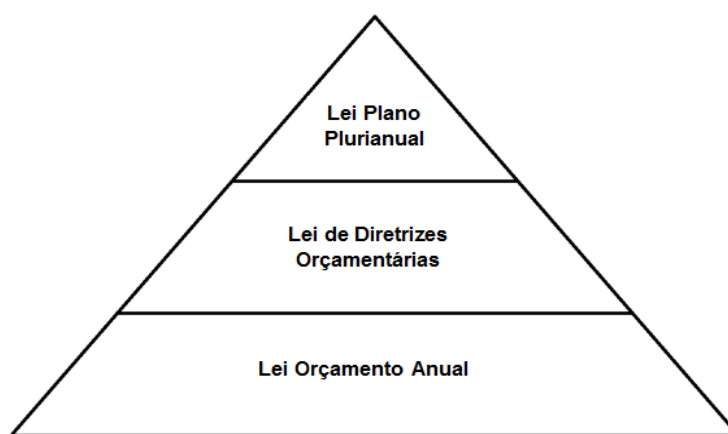 Lei Plano
Plurianual
Lei de Diretrizes
Orçamentárias
Lei Orçamento Anual